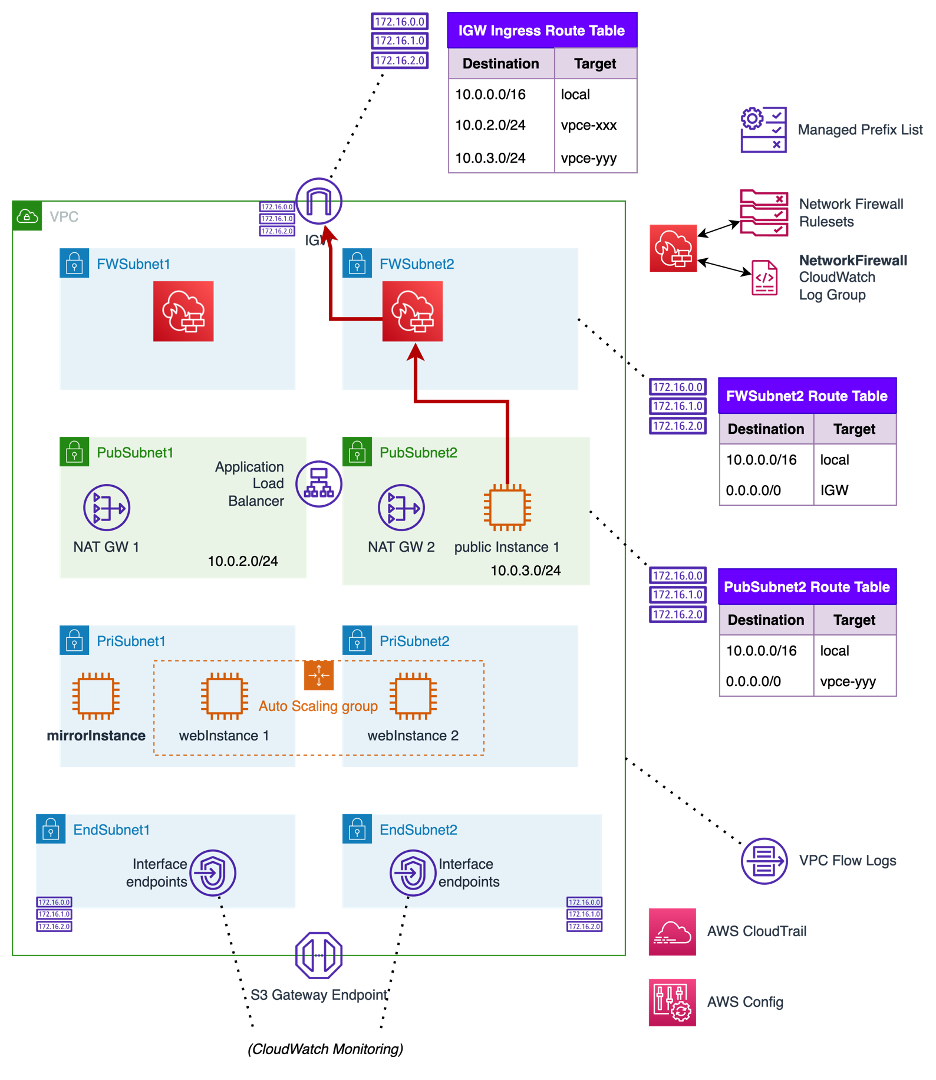 172.16.0.0
172.16.1.0
172.16.2.0
IGW Ingress Route Table
Destination Target
10.0.0.0/16 local
10.0.2.0/24 vpce-xxx
10.0.3.0/24 vpce-yyy
Managed Prefix List
Network Firewall
Rulesets
NetworkFirewall
CloudWatch
Log Group
VPC
172.16.0.0
172.16.1.0
172.16.2.0
IGW
FWSubnet1
FWSubnet2
172.16.0.0
172.16.1.0
172.16.2.0
FWSubnet2 Route Table
Destination Target
10.0.0.0/16 local
0.0.0.0/0 IGW
PubSubnet1
Application
Load
Balancer
NAT GW 1
10.0.2.0/24
PubSubnet2
NAT GW 2
public Instance 1
10.0.3.0/24
172.16.0.0
172.16.1.0
172.16.2.0
PubSubnet2 Route Table
Destination Target
10.0.0.0/16 local
0.0.0.0/0 vpce-yyy
PriSubnet1
PriSubnet2
Auto Scaling group
mirrorInstance
webInstance 1
webInstance 2
EndSubnet1
Interface
endpoints
EndSubnet2
Interface
endpoints
172.16.0.0
172.16.1.0
172.16.2.0
172.16.0.0
172.16.1.0
172.16.2.0
VPC Flow Logs
AWS CloudTrail
AWS Config
S3 Gateway Endpoint
(CloudWatch Monitoring)